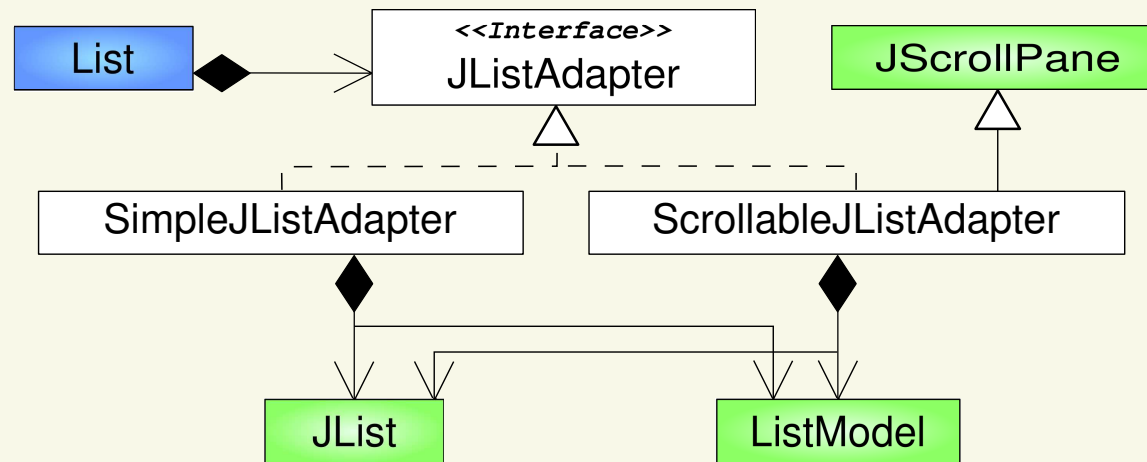 List
<<Interface>>
JListAdapter
JScrollPane
SimpleJListAdapter
ScrollableJListAdapter
JList
ListModel